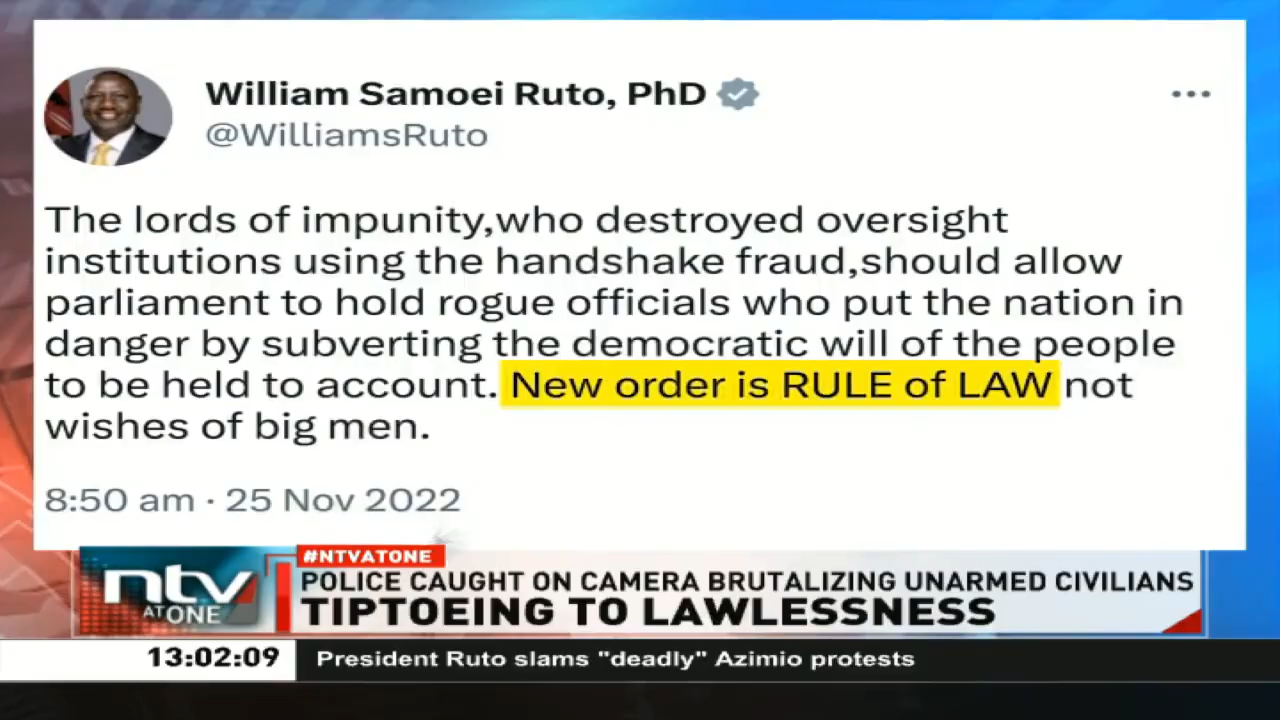 William Samoei Ruto, PhD
@WilliamsRuto
The lords of impunity,who destroyed oversight
institutions using the handshake fraud,should allow
parliament to hold rogue officials who put the nation in
danger by subverting the democratic will of the people
to be held to account. New order is RULE of LAW not
wishes of big men.
8:50 am · 25 Nov 2022
#NTVATONE
ntv
AT ONE
POLICE CAUGHT ON CAMERA BRUTALIZING UNARMED CIVILIANS
TIPTOEING TO LAWLESSNESS
13:02:09
President Ruto slams "deadly" Azimio protests